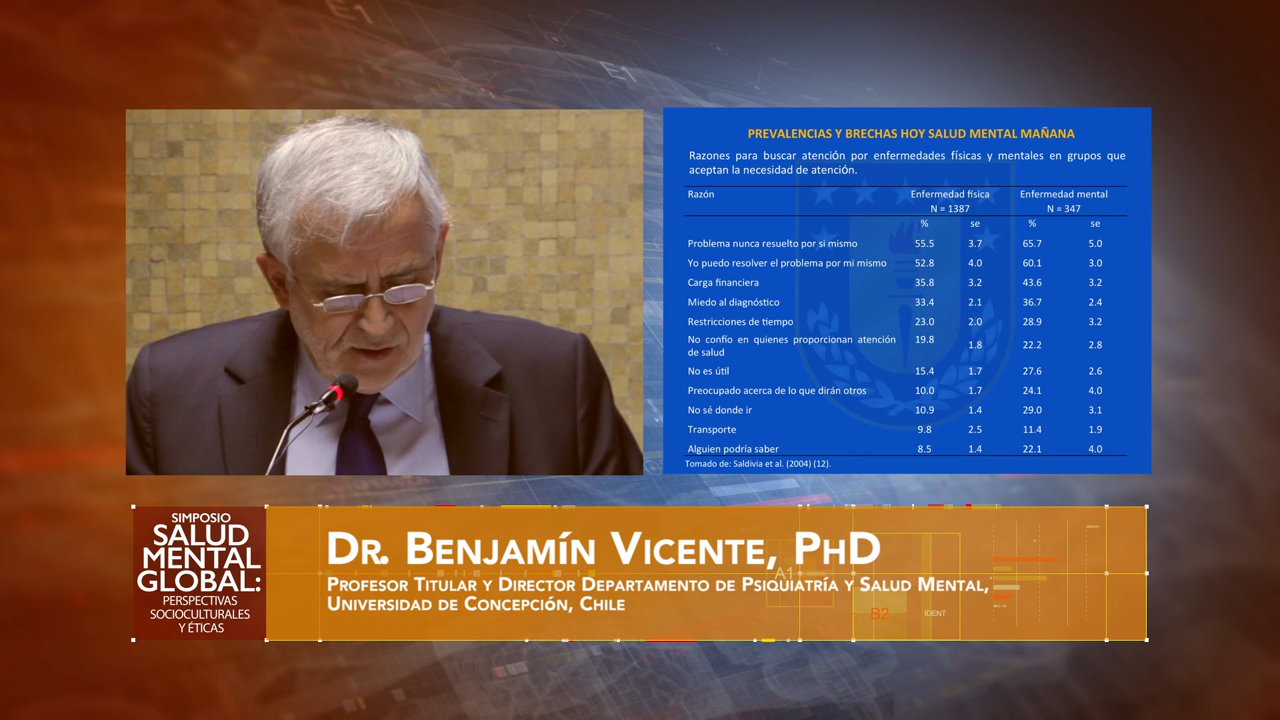 E1
E1
PREVALENCIAS Y BRECHAS HOY SALUD MENTAL MAÑANA
Razones para buscar atención por enfermedades físicas y mentales en grupos que
aceptan la necesidad de atención.
Razón Enfermedad física Enfermedad mental
N = 1387 N = 347
% se % se
Problema nunca resuelto por si mismo 55.5 3.7 65.7 5.0
Yo puedo resolver el problema por mi mismo 52.8 4.0 60.1 3.0
Carga financiera 35.8 3.2 43.6 3.2
Miedo al diagnóstico 33.4 2.1 36.7 2.4
Restricciones de tiempo 23.0 2.0 28.9 3.2
No confío en quienes proporcionan atención 19.8
de salud 1.8 22.2 2.8
No es útil 15.4 1.7 27.6 2.6
Preocupado acerca de lo que dirán otros 10.0 1.7 24.1 4.0
No sé donde ir 10.9 1.4 29.0 3.1
Transporte 9.8 2.5 11.4 1.9
Alguien podría saber 8.5 1.4 22.1 4.0
Tomado de: Saldivia et al. (2004) (12).
SIMPOSIO
SALUD
MENTAL
GLOBAL:
PERSPECTIVAS
SOCIOCULTURALES
Y ÉTICAS
DR. BENJAMÍN VICENTE, PHD
PROFESOR TITULAR Y DIRECTOR DEPARTAMENTO DE PSIQUIATRÍA Y SALUD MENTAL,
UNIVERSIDAD DE CONCEPCIÓN, CHILE
A1
B2
IDENT